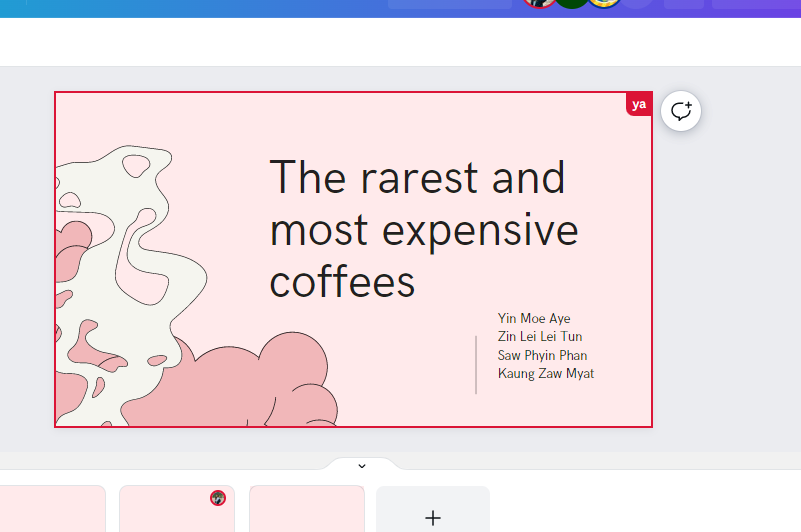 ya
The rarest and
most expensive
coffees
Yin Moe Aye
Zin Lei Lei Tun
Saw Phyin Phan
Kaung Zaw Myat